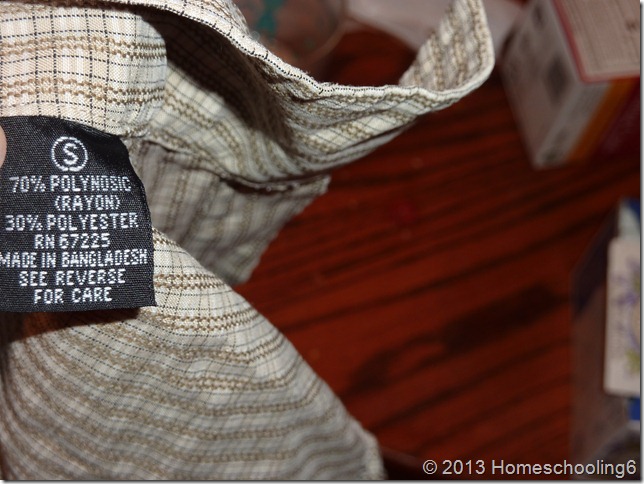 S
70% POLYNOSIC
(RAYON)
30% POLYESTER
RN 67225
MADE IN BANGLADESH
SEE REVERSE
FOR CARE
© 2013 Homeschooling6